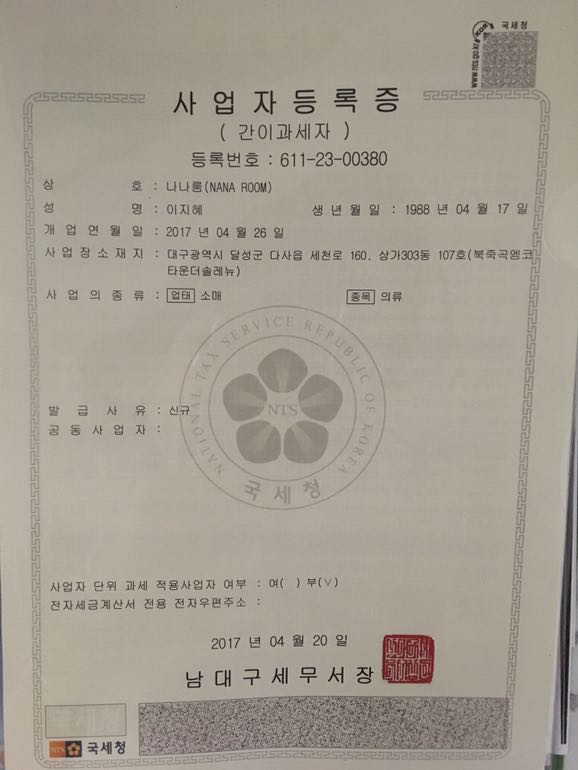 국세청
www.nts.go.kr
사업자등록증
( 간이과세자 )
등록번호 : 611-23-00380
상 호 : 나나룸(NANA ROOM)
성 명 : 이지혜 생 년 월 일 : 1988 년 04 월 17 일
개 업 연 월 일 : 2017 년 04 월 26 일
사 업 장 소 재 지 : 대구광역시 달성군 다사읍 세천로 160, 상가303동 107호(북죽곡엠코
타운더솔레뉴)
사 업 의 종 류 : 업태 소매 종목 의류
NATIONAL TAX SERVICE REPUBLIC OF KOREA
NTS
국세청
발 급 사 유 : 신규
공 동 사 업 자 :
사업자 단위 과세 적용사업자 여부 : 여( ) 부(∨)
전자세금계산서 전용 전자우편주소 :
2017 년 04 월 20 일
남대구세무서장
국세청
NTS 국세청